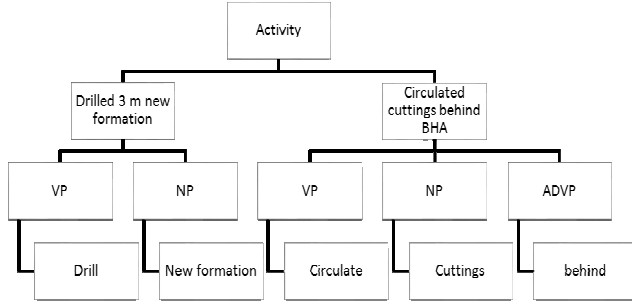 Activity
Drilled 3 m new
formation
Circulated
cuttings behind
BHA
VP
NP
VP
NP
ADVP
Drill
New formation
Circulate
Cuttings
behind